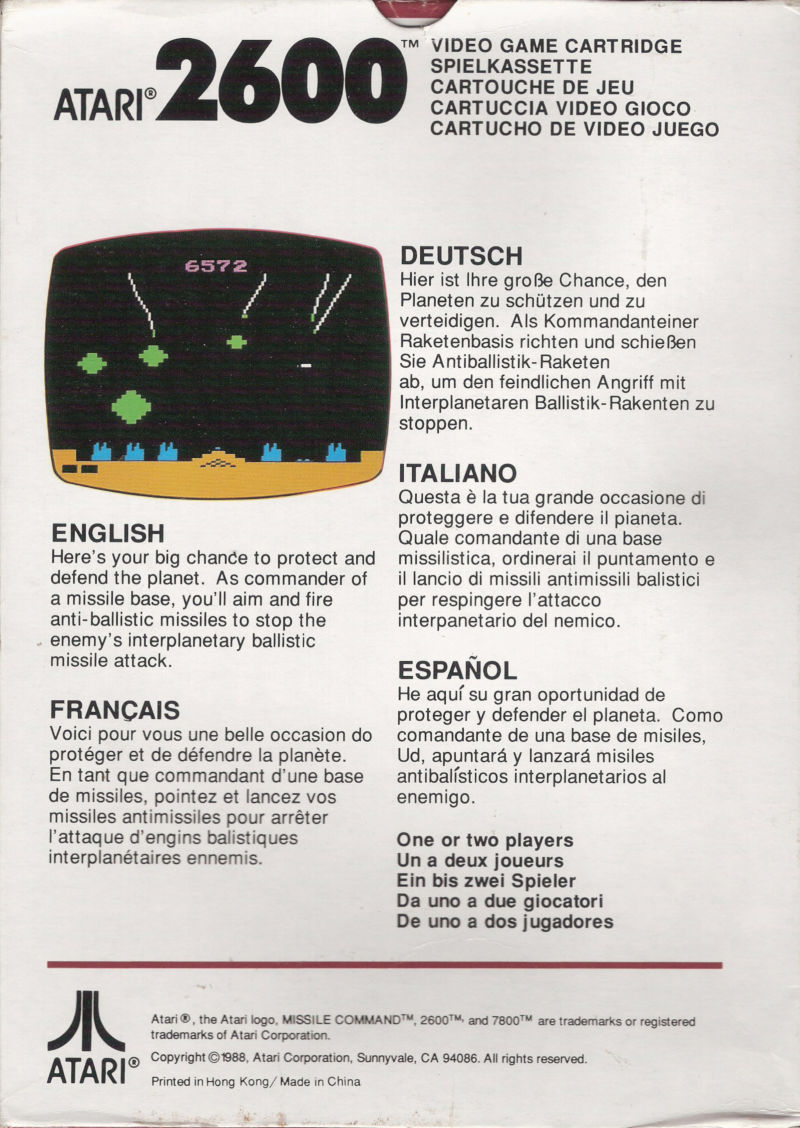 ATARI® 2600™
VIDEO GAME CARTRIDGE
SPIELKASSETTE
CARTOUCHE DE JEU
CARTUCCIA VIDEO GIOCO
CARTUCHO DE VIDEO JUEGO
6572
ENGLISH
Here's your big chance to protect and
defend the planet. As commander of
a missile base, you'll aim and fire
anti-ballistic missiles to stop the
enemy's interplanetary ballistic
missile attack.
FRANÇAIS
Voici pour vous une belle occasion do
protéger et de défendre la planète.
En tant que commandant d'une base
de missiles, pointez et lancez vos
missiles antimissiles pour arrêter
l'attaque d'engins balistiques
interplanétaires ennemis.
DEUTSCH
Hier ist Ihre große Chance, den
Planeten zu schützen und zu
verteidigen. Als Kommandanteiner
Raketenbasis richten und schießen
Sie Antiballistik-Raketen
ab, um den feindlichen Angriff mit
Interplanetaren Ballistik-Rakenten zu
stoppen.
ITALIANO
Questa è la tua grande occasione di
proteggere e difendere il pianeta.
Quale comandante di una base
missilistica, ordinerai il puntamento e
il lancio di missili antimissili balistici
per respingere l'attacco
interpanetario del nemico.
ESPAÑOL
He aquí su gran oportunidad de
proteger y defender el planeta. Como
comandante de una base de misiles,
Ud, apuntará y lanzará misiles
antibalísticos interplanetarios al
enemigo.
One or two players
Un a deux joueurs
Ein bis zwei Spieler
Da uno a due giocatori
De uno a dos jugadores
ATARI®
Atari®, the Atari logo, MISSILE COMMAND™, 2600™, and 7800™ are trademarks or registered
trademarks of Atari Corporation.
Copyright ©1988, Atari Corporation, Sunnyvale, CA 94086. All rights reserved.
Printed in Hong Kong/ Made in China